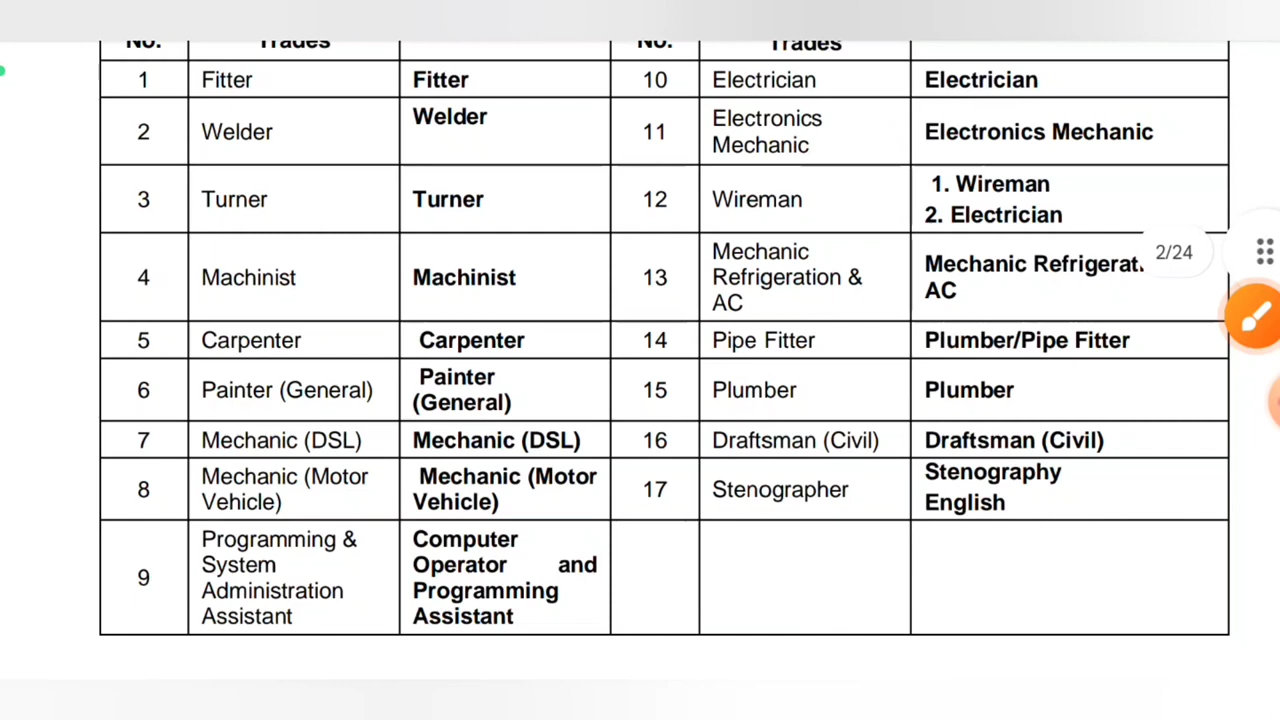 No. Trades No. Trades
1 Fitter Fitter 10 Electrician Electrician
2 Welder Welder 11 Electronics
Mechanic Electronics Mechanic
3 Turner Turner 12 Wireman 1. Wireman
2. Electrician
4 Machinist Machinist 13 Mechanic
Refrigeration &
AC Mechanic
AC
5 Carpenter Carpenter 14 Pipe Fitter Plumber/Pipe Fitter
6 Painter (General) Painter
(General) 15 Plumber Plumber
7 Mechanic (DSL) Mechanic (DSL) 16 Draftsman (Civil) Draftsman (Civil)
8 Mechanic (Motor
Vehicle) Mechanic (Motor
Vehicle) 17 Stenographer Stenography
English
9 Programming &
System
Administration
Assistant Computer
Operator and
Programming
Assistant
2/24